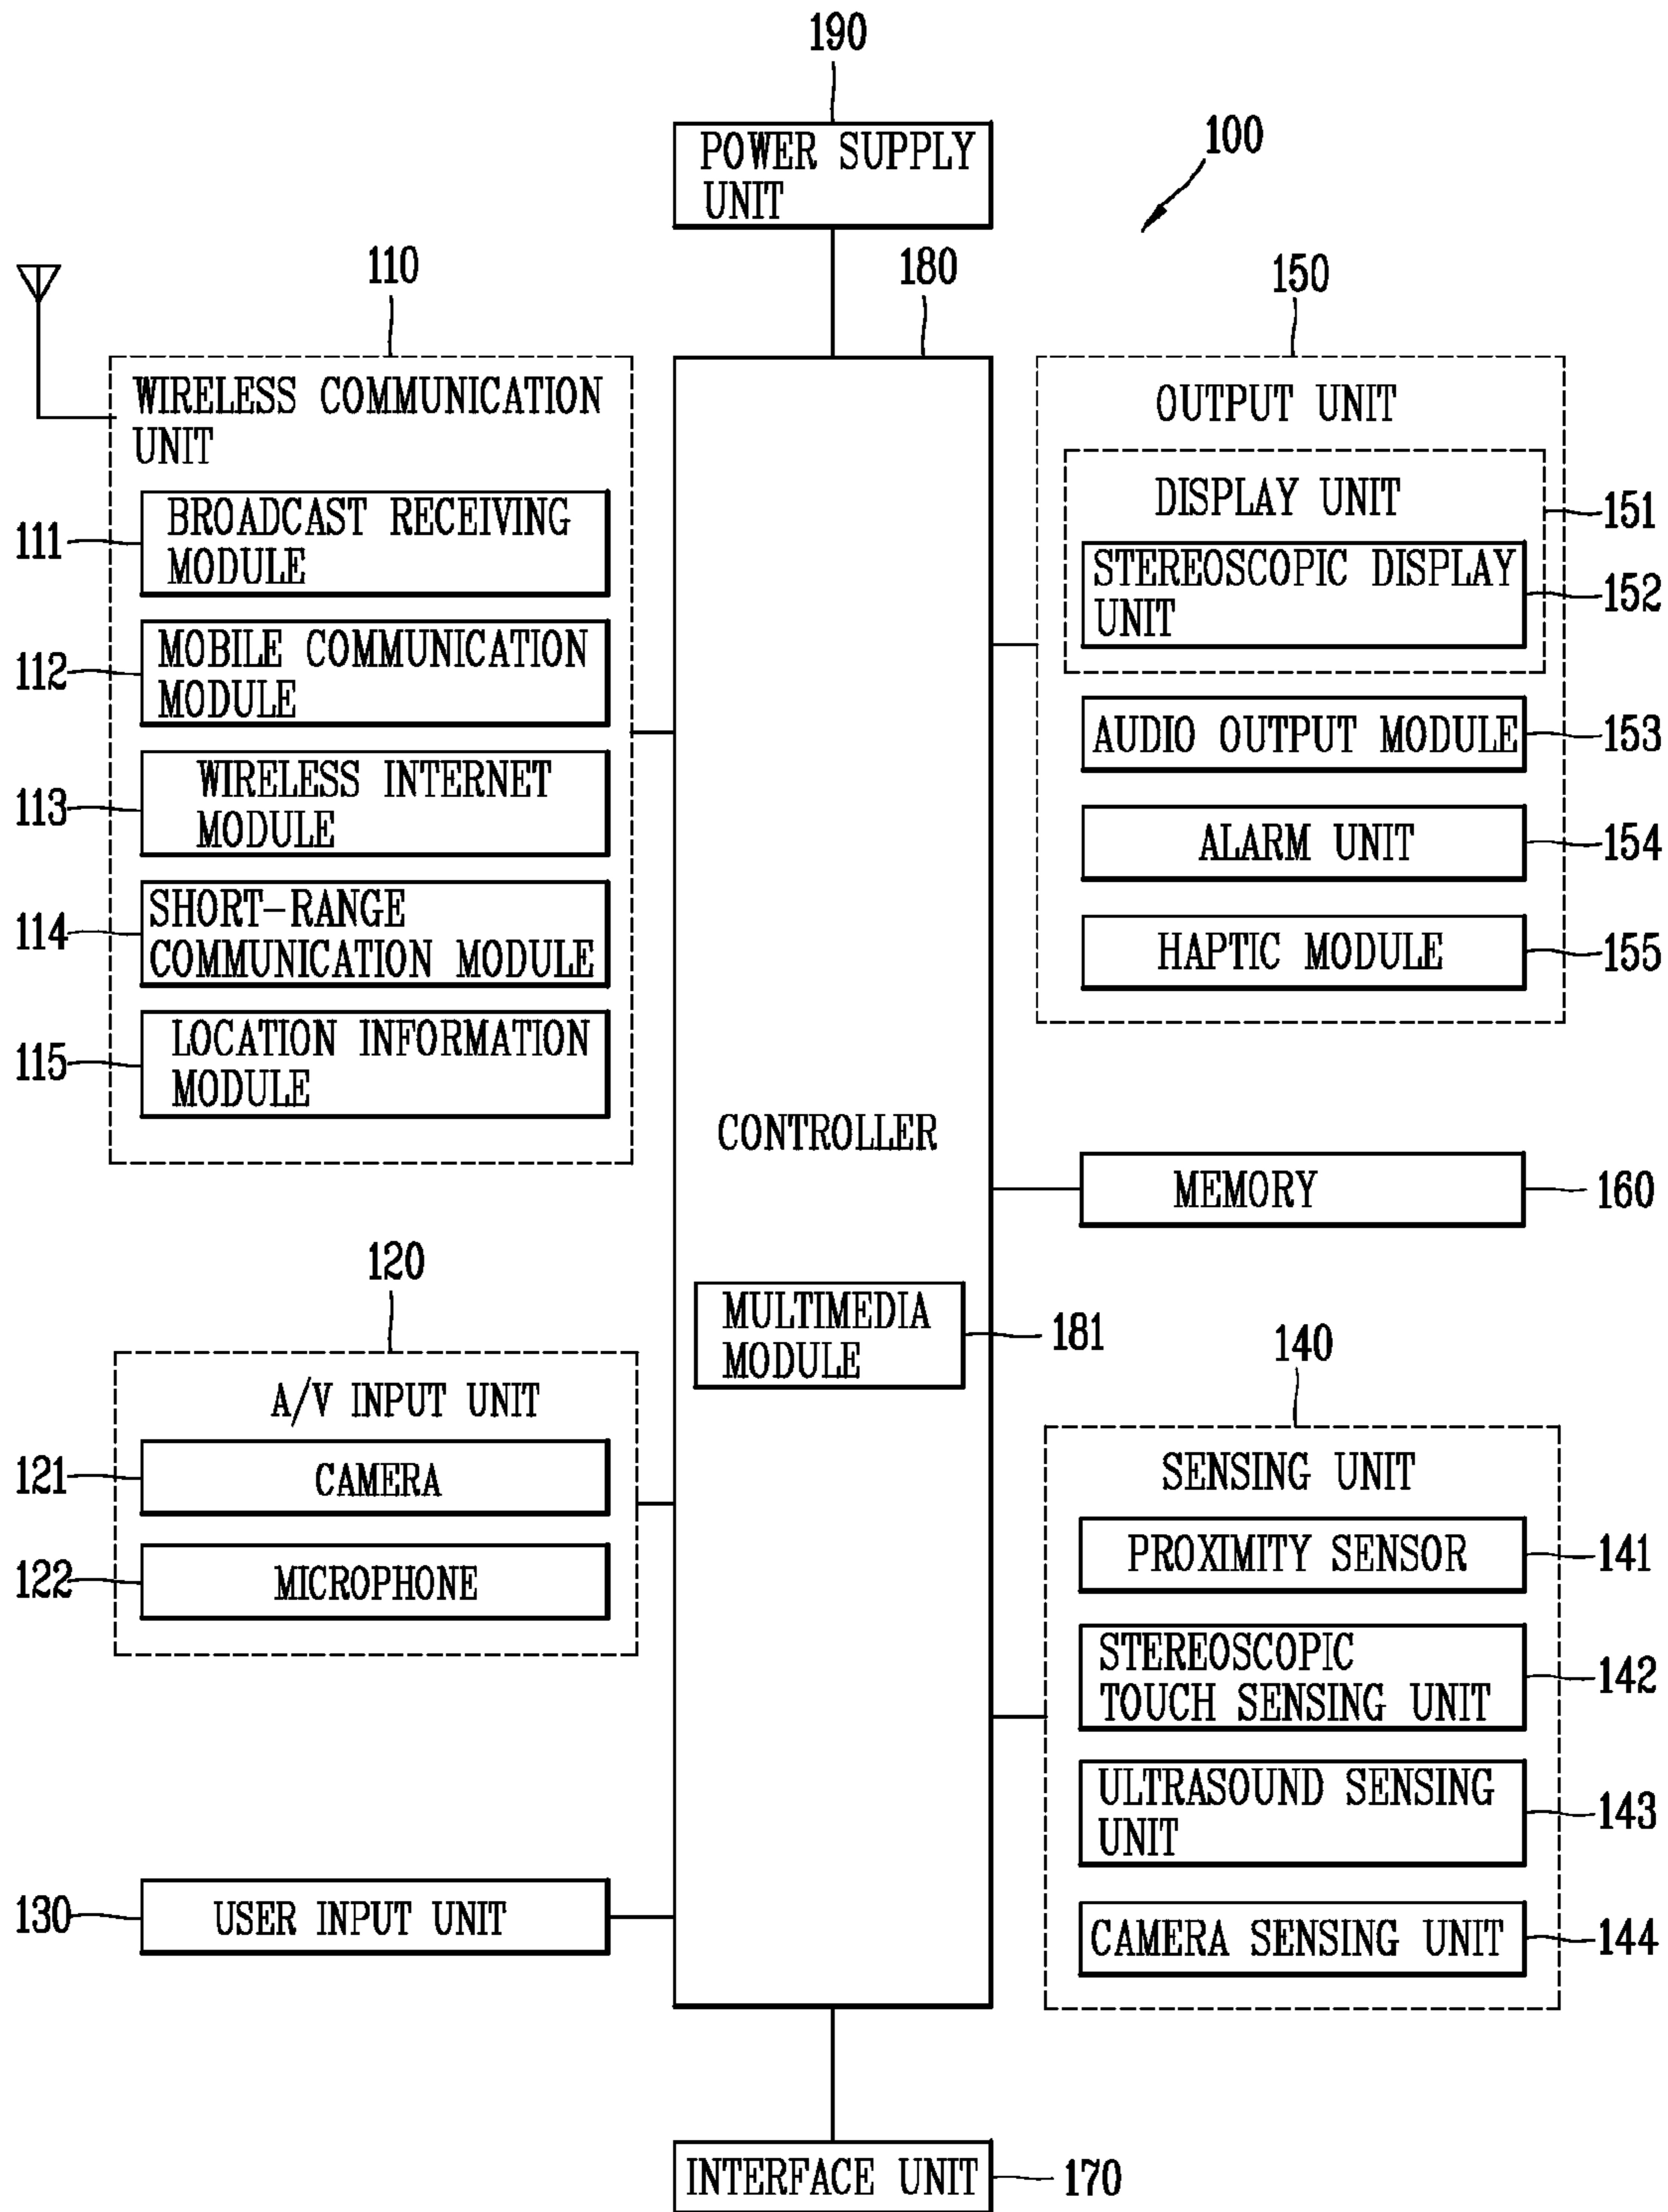 190
POWER SUPPLY
UNIT
100
110
180
150
WIRELESS COMMUNICATION
UNIT
111
BROADCAST RECEIVING
MODULE
112
MOBILE COMMUNICATION
MODULE
113
WIRELESS INTERNET
MODULE
114
SHORT-RANGE
COMMUNICATION MODULE
115
LOCATION INFORMATION
MODULE
120
A/V INPUT UNIT
121
CAMERA
122
MICROPHONE
130
USER INPUT UNIT
CONTROLLER
MULTIMEDIA
MODULE
181
OUTPUT UNIT
DISPLAY UNIT
151
STEREOSCOPIC DISPLAY
UNIT
152
AUDIO OUTPUT MODULE
153
ALARM UNIT
154
HAPTIC MODULE
155
MEMORY
160
140
SENSING UNIT
PROXIMITY SENSOR
141
STEREOSCOPIC
TOUCH SENSING UNIT
142
ULTRASOUND SENSING
UNIT
143
CAMERA SENSING UNIT
144
INTERFACE UNIT
170